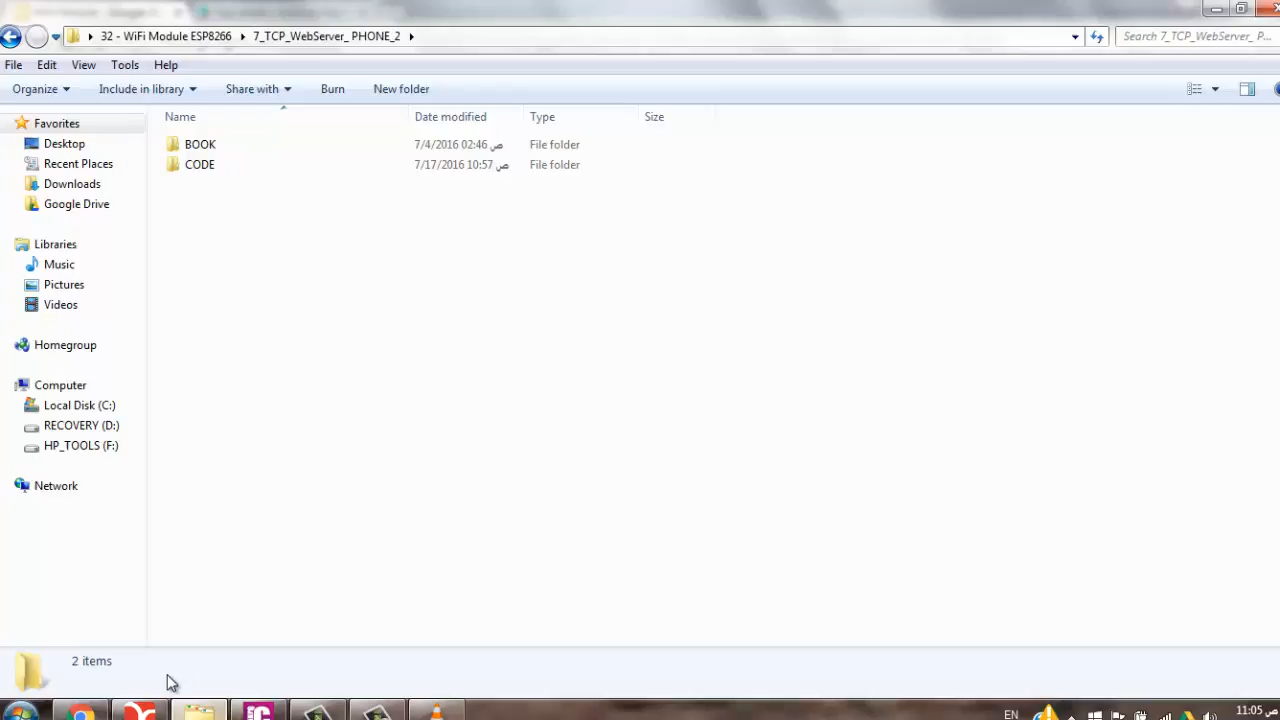 32 - WiFi Module ESP8266 7_TCP_WebServer_ PHONE_2
Search 7_TCP_WebServer_ P...
File Edit View Tools Help
Organize Include in library Share with Burn New folder
Name Date modified Type Size
Favorites
Desktop
Recent Places
Downloads
Google Drive
Libraries
Music
Pictures
Videos
Homegroup
Computer
Local Disk (C:)
RECOVERY (D:)
HP_TOOLS (F:)
Network
BOOK 7/4/2016 02:46 ص File folder
CODE 7/17/2016 10:57 ص File folder
2 items
EN
11:05 ص